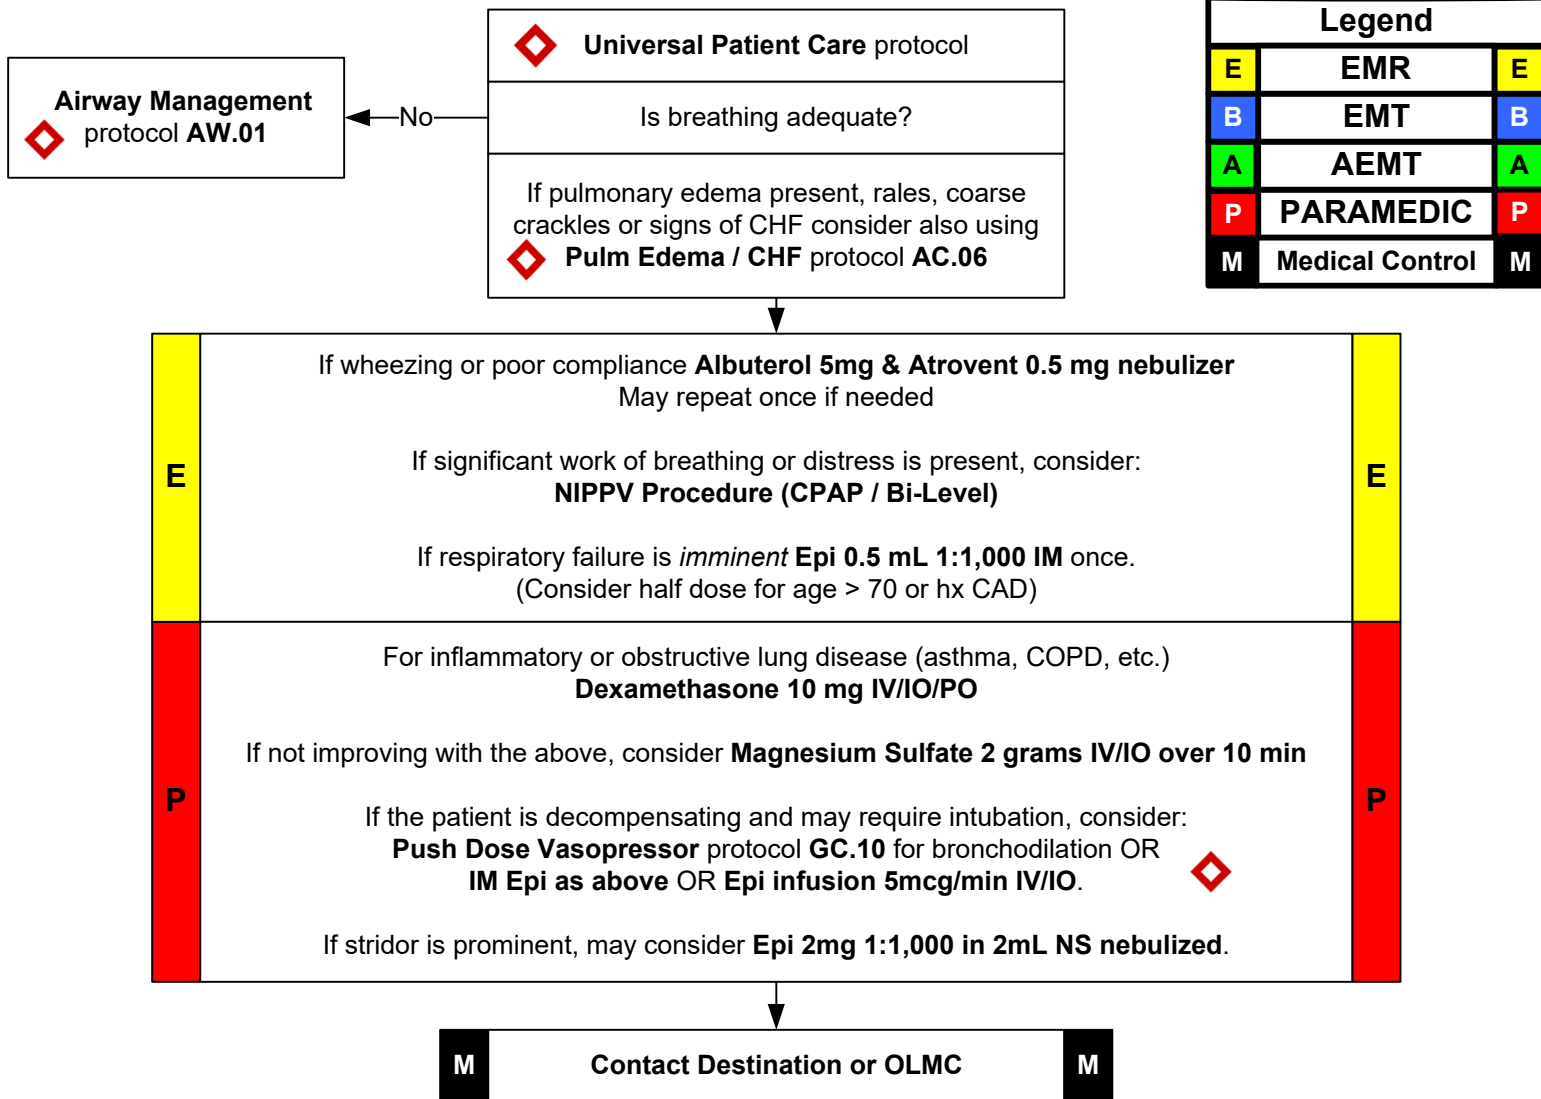 Universal Patient Care protocol
Is breathing adequate?
No
Airway Management
protocol AW.01
If pulmonary edema present, rales, coarse
crackles or signs of CHF consider also using
Pulm Edema / CHF protocol AC.06
Legend
E EMR E
B EMT B
A AEMT A
P PARAMEDIC P
M Medical Control M
If wheezing or poor compliance Albuterol 5mg & Atrovent 0.5 mg nebulizer
May repeat once if needed
If significant work of breathing or distress is present, consider:
E E
NIPPV Procedure (CPAP / Bi-Level)
If respiratory failure is imminent Epi 0.5 mL 1:1,000 IM once.
(Consider half dose for age > 70 or hx CAD)
For inflammatory or obstructive lung disease (asthma, COPD, etc.)
Dexamethasone 10 mg IV/IO/PO
If not improving with the above, consider Magnesium Sulfate 2 grams IV/IO over 10 min
P P
If the patient is decompensating and may require intubation, consider:
Push Dose Vasopressor protocol GC.10 for bronchodilation OR
IM Epi as above OR Epi infusion 5mcg/min IV/IO.
If stridor is prominent, may consider Epi 2mg 1:1,000 in 2mL NS nebulized.
M Contact Destination or OLMC M